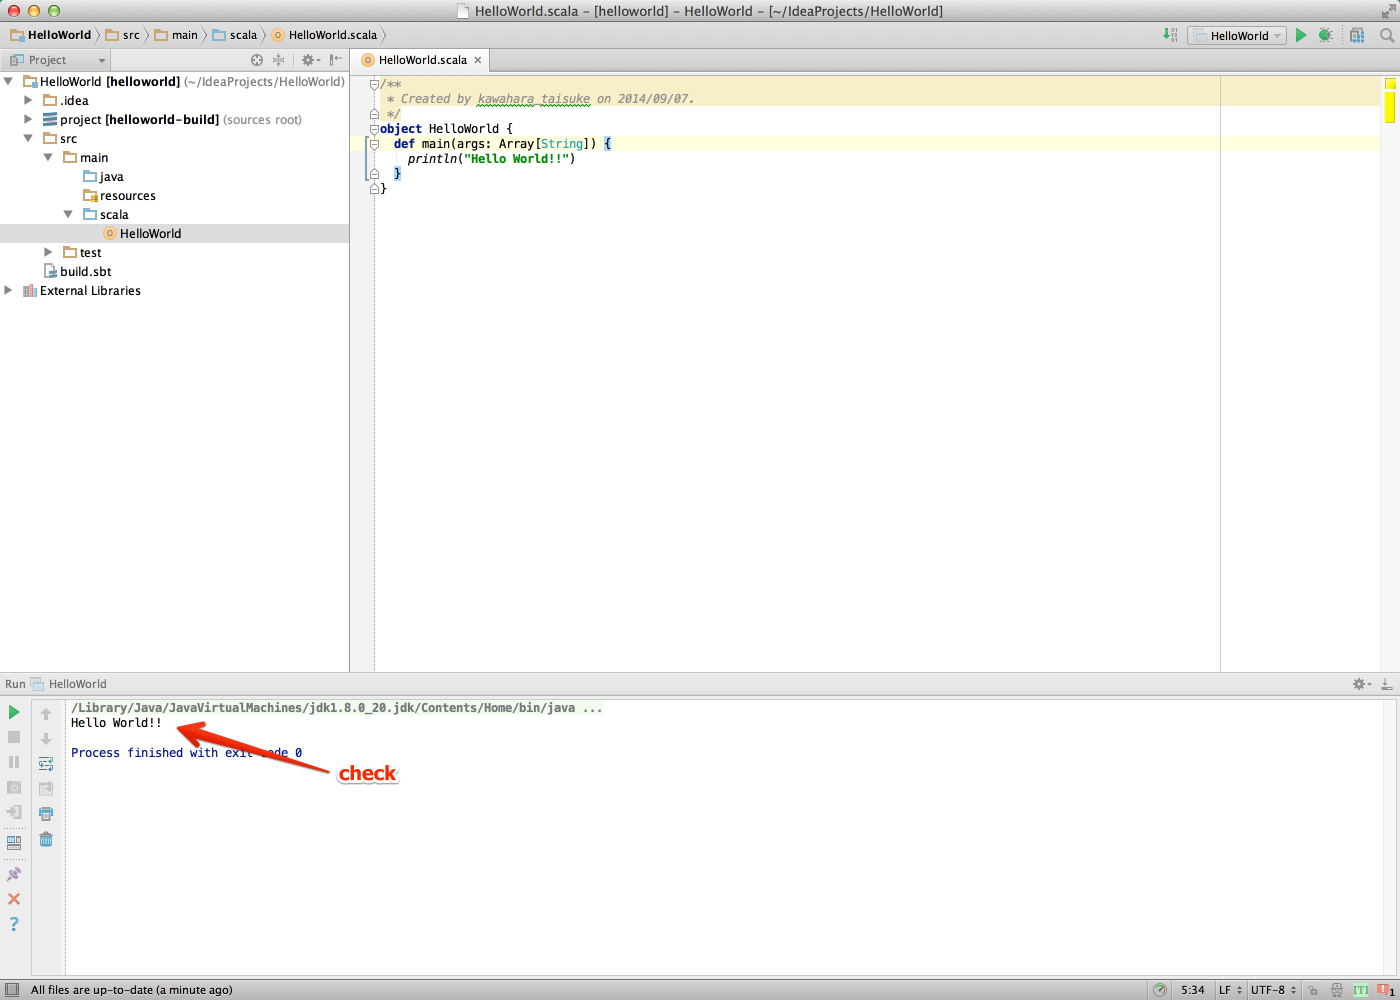 HelloWorld.scala – [helloworld] – HelloWorld – [~/IdeaProjects/HelloWorld]
HelloWorld src main scala HelloWorld.scala HelloWorld
Project HelloWorld.scala
HelloWorld [helloworld] (~/IdeaProjects/HelloWorld)
.idea
project [helloworld-build] (sources root)
src
main
java
resources
scala
HelloWorld
test
build.sbt
External Libraries
/**
* Created by kawahara_taisuke on 2014/09/07.
*/
object HelloWorld {
def main(args: Array[String]) {
println("Hello World!!")
}
}
Run HelloWorld
/Library/Java/JavaVirtualMachines/jdk1.8.0_20.jdk/Contents/Home/bin/java ...
Hello World!!
Process finished with exit code 0
check
All files are up-to-date (a minute ago) 5:34 LF UTF-8 [T] 1